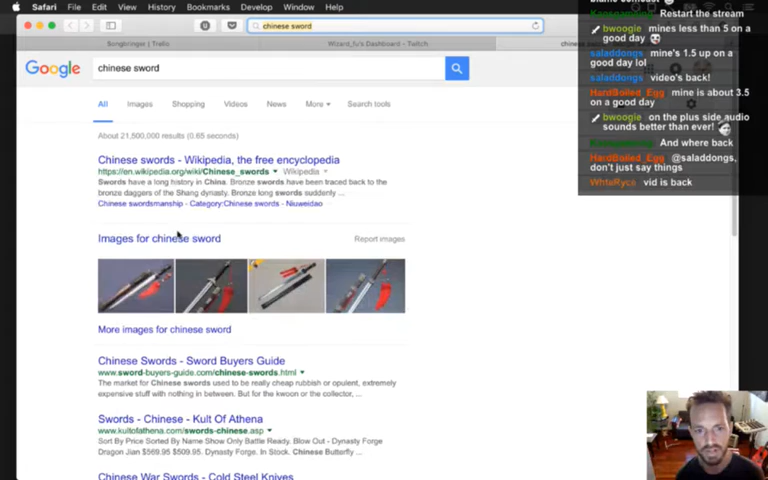 Safari File Edit View History Bookmarks Develop Window Help
chinese sword
Songbringer | Trello
Wizard_fu's Dashboard - Twitch
Google
chinese sword
All Images Shopping Videos News More Search tools
About 21,500,000 results (0.65 seconds)
Chinese swords - Wikipedia, the free encyclopedia
https://en.wikipedia.org/wiki/Chinese_swords Wikipedia
Swords have a long history in China. Bronze swords have been traced back to the
bronze daggers of the Shang dynasty. Bronze long swords suddenly ...
Chinese swordsmanship - Category:Chinese swords - Niuweidao
Images for chinese sword
Report images
More images for chinese sword
Chinese Swords - Sword Buyers Guide
www.sword-buyers-guide.com/chinese-swords.html
The market for Chinese swords used to be really cheap rubbish or opulent, extremely
expensive stuff with nothing in between. But for the kwoon or the collector, ...
Swords - Chinese - Kult Of Athena
www.kultofathena.com/swords-chinese.asp
Sort By Price Sorted By Name Show Only Battle Ready. Blow Out - Dynasty Forge
Dragon Jian $569.95 $509.95. Dynasty Forge. In In Stock. Chinese Butterfly ...
Chinese War Swords - Cold Steel Knives
Restart the stream
bwoogie mines less than 5 on a
good day
saladdongs: mine's 1.5 up on a
good day lol
saladdongs: video's back!
HardBoiled_Egg mine is about 3.5
on a good day
bwoogie: on the plus side audio
sounds better than ever!
And where back
HardBoiled_Egg @saladdongs,
don't just say things
WhtsRycs: vid is back